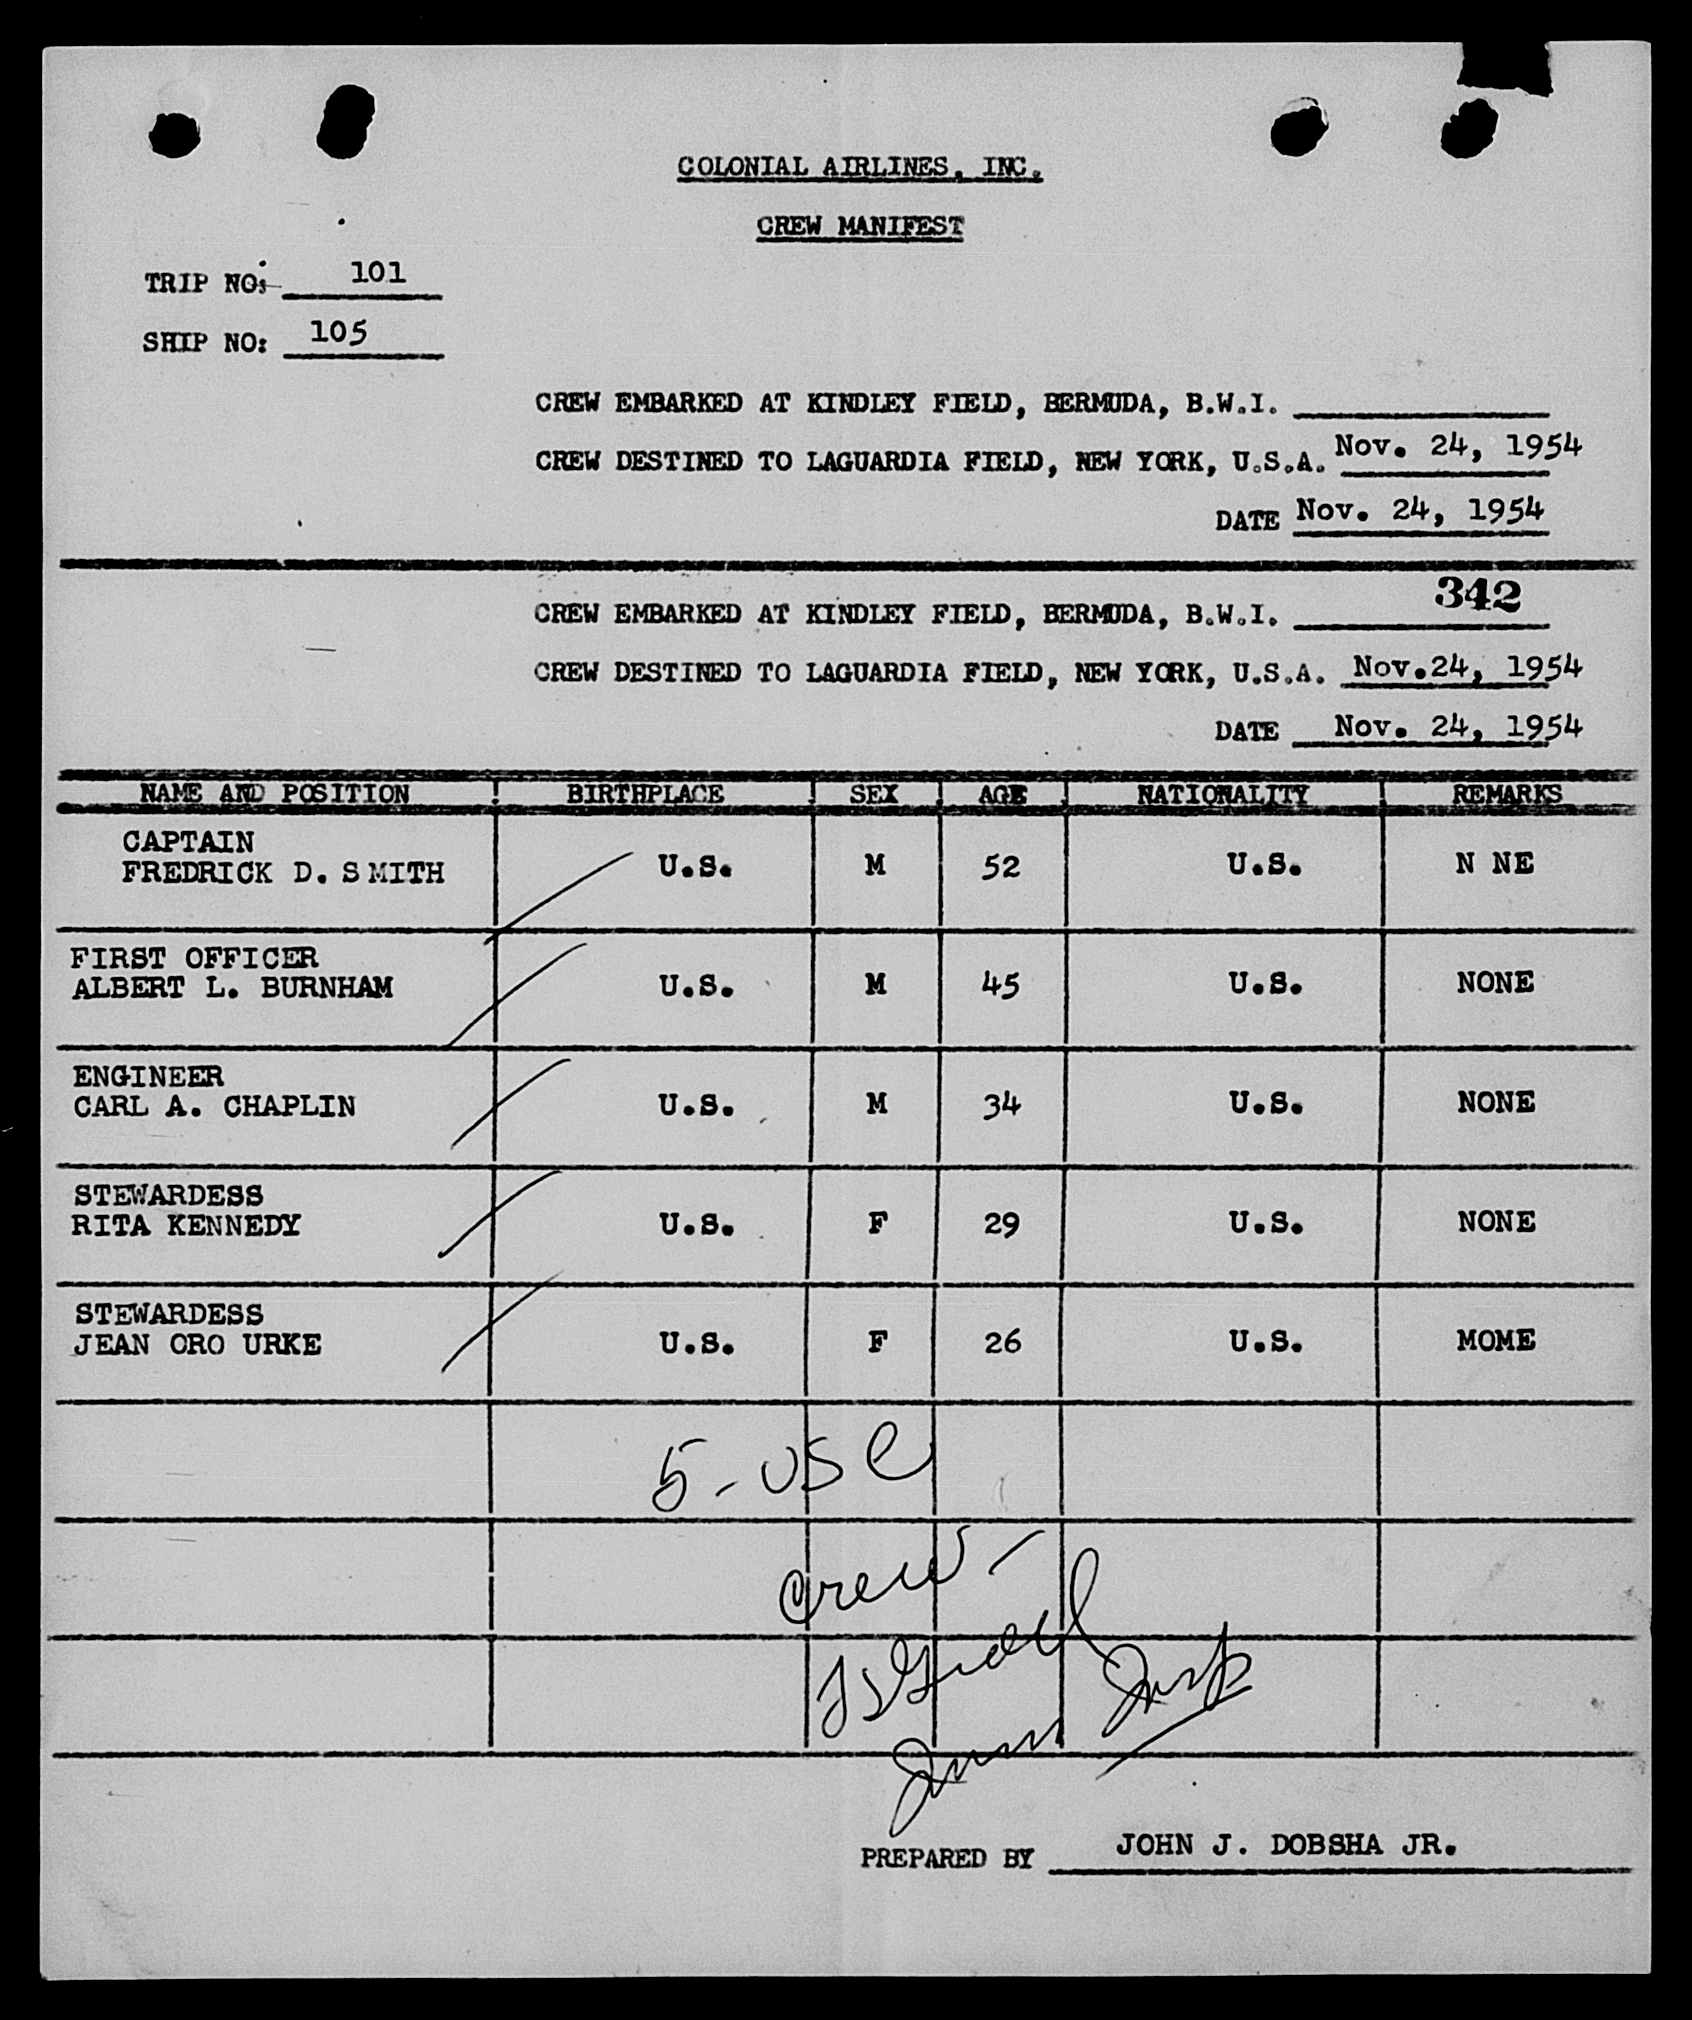 COLONIAL AIRLINES, INC.
CREW MANIFEST
TRIP NO: 101
SHIP NO: 105
CREW EMBARKED AT KINDLEY FIELD, BERMUDA, B.W.I.
CREW DESTINED TO LAGUARDIA FIELD, NEW YORK, U.S.A. Nov. 24, 1954
DATE Nov. 24, 1954
342
CREW EMBARKED AT KINDLEY FIELD, BERMUDA, B.W.I.
CREW DESTINED TO LAGUARDIA FIELD, NEW YORK, U.S.A. Nov.24, 1954
DATE Nov. 24, 1954
NAME AND POSITION BIRTHPLACE SEX AGE NATIONALITY REMARKS
CAPTAIN
FREDRICK D. SMITH U.S. M 52 U.S. N NE
FIRST OFFICER
ALBERT L. BURNHAM U.S. M 45 U.S. NONE
ENGINEER
CARL A. CHAPLIN U.S. M 34 U.S. NONE
STEWARDESS
RITA KENNEDY U.S. F 29 U.S. NONE
STEWARDESS
JEAN ORO URKE U.S. F 26 U.S. MOME
5 - USC
Crew -
PREPARED BY JOHN J. DOBSHA JR.